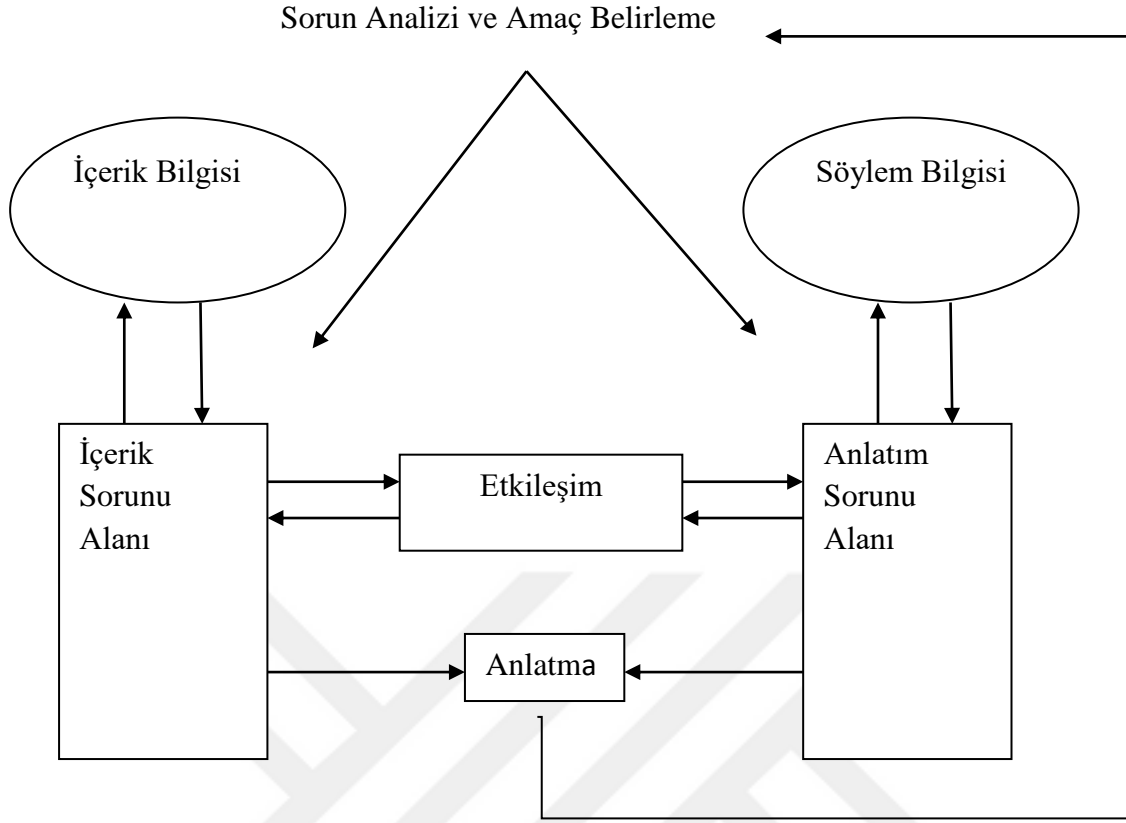 Sorun Analizi ve Amaç Belirleme
İçerik Bilgisi
Söylem Bilgisi
İçerik
Sorunu
Alanı
Etkileşim
Anlatım
Sorunu
Alanı
Anlatma